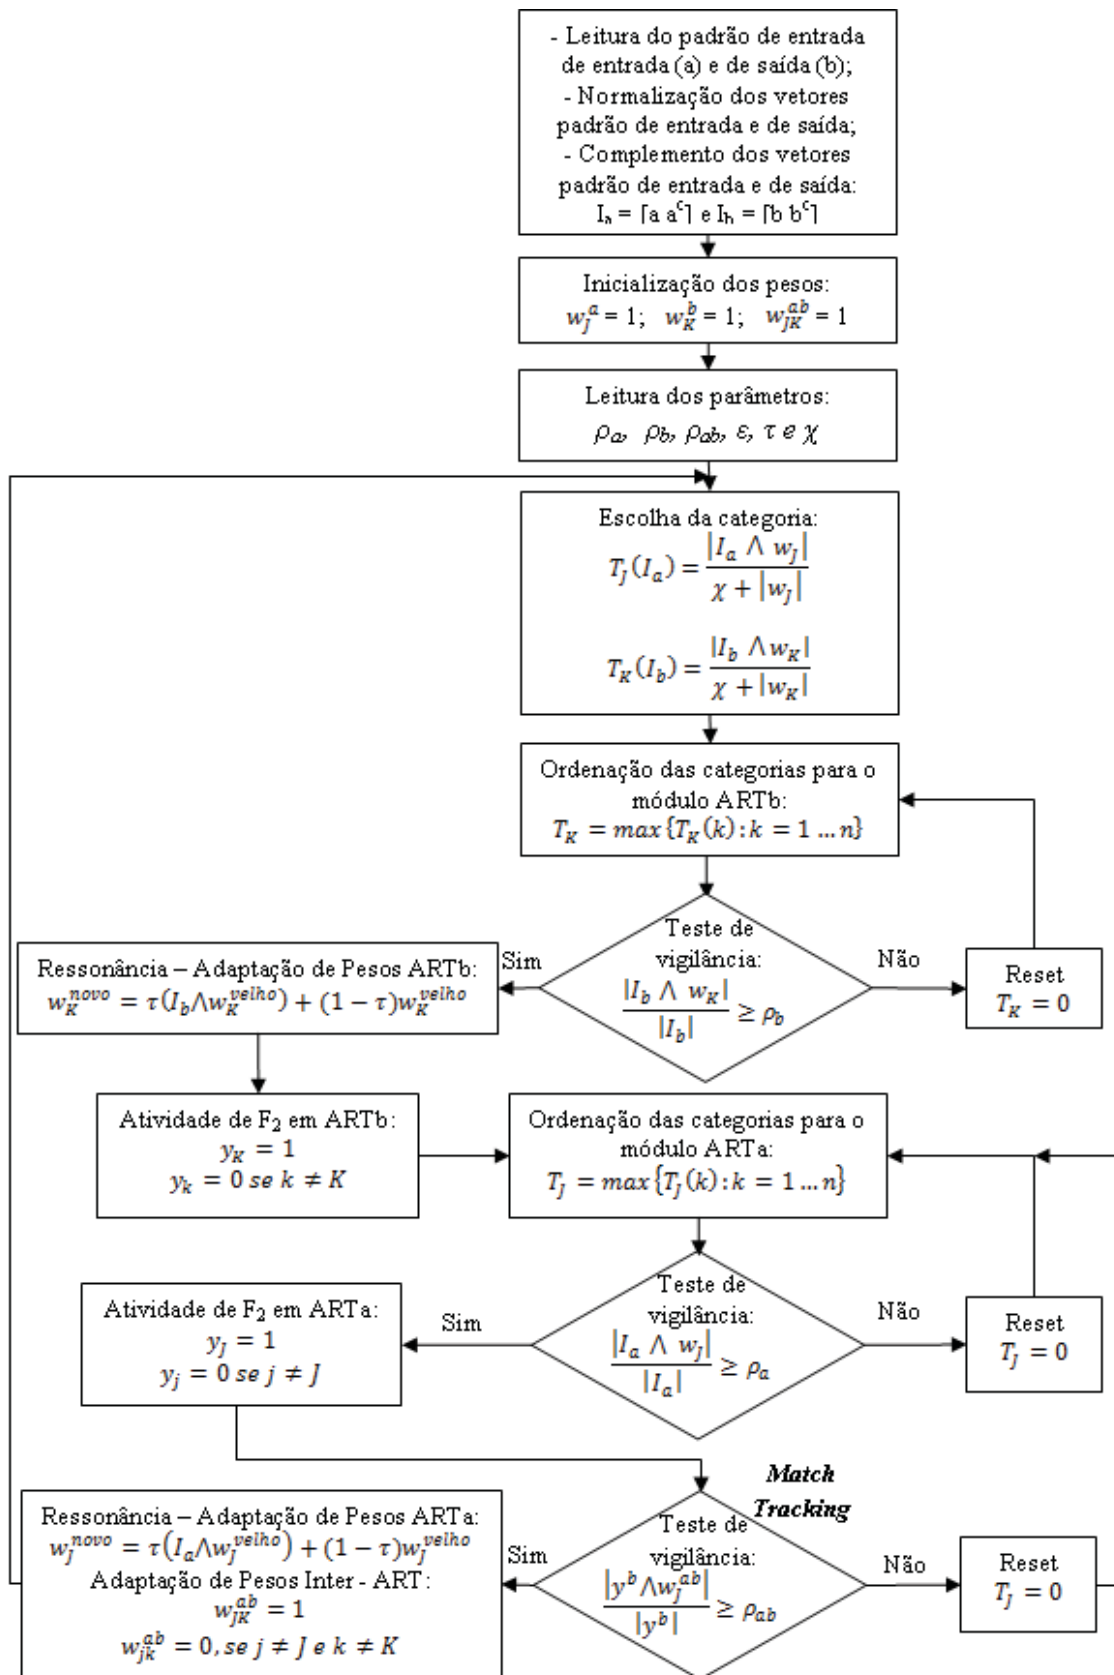 - Leitura do padrão de entrada
de entrada (a) e de saída (b);
- Normalização dos vetores
padrão de entrada e de saída;
- Complemento dos vetores
padrão de entrada e de saída:
Iₐ = [a aᶜ] e I_b = [b bᶜ]
Inicialização dos pesos:
w_J^a = 1; w_K^b = 1; w_JK^ab = 1
Leitura dos parâmetros:
ρ_a, ρ_b, ρ_ab, ε, τ e χ
Escolha da categoria:
T_J(I_a) = |I_a ∧ w_J| / (χ + |w_J|)
T_K(I_b) = |I_b ∧ w_K| / (χ + |w_K|)
Ordenação das categorias para o
módulo ARTb:
T_K = max{T_K(k): k = 1 ... n}
Teste de
vigilância:
|I_b ∧ w_K| / |I_b| ≥ ρ_b
Sim
Não
Reset
T_K = 0
Ressonância – Adaptação de Pesos ARTb:
w_K^novo = τ(I_b∧w_K^velho) + (1 − τ)w_K^velho
Atividade de F₂ em ARTb:
y_K = 1
y_k = 0 se k ≠ K
Ordenação das categorias para o
módulo ARTa:
T_J = max{T_J(k): k = 1 ... n}
Teste de
vigilância:
|I_a ∧ w_J| / |I_a| ≥ ρ_a
Sim
Não
Reset
T_J = 0
Atividade de F₂ em ARTa:
y_J = 1
y_j = 0 se j ≠ J
Match
Tracking
Teste de
vigilância:
|y^b ∧ w_J^ab| / |y^b| ≥ ρ_ab
Sim
Não
Reset
T_J = 0
Ressonância – Adaptação de Pesos ARTa:
w_J^novo = τ(I_a∧w_J^velho) + (1 − τ)w_J^velho
Adaptação de Pesos Inter - ART:
w_JK^ab = 1
w_jk^ab = 0, se j ≠ J e k ≠ K